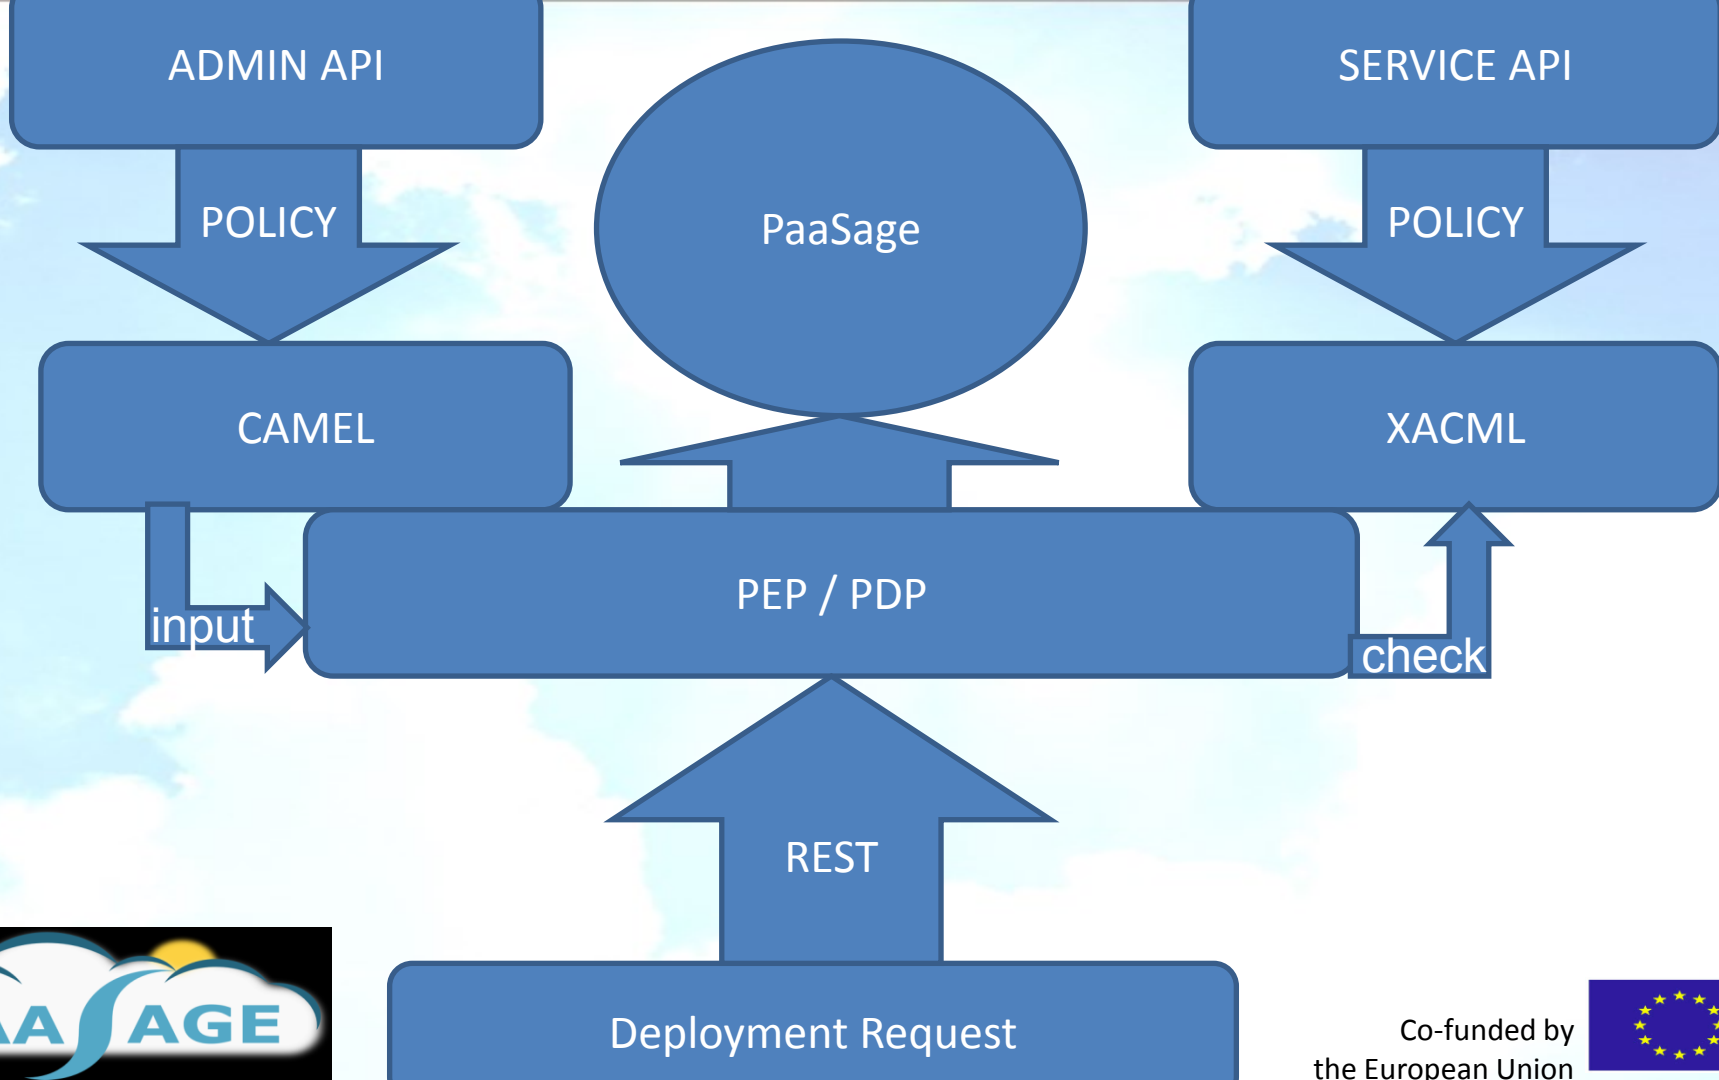 ADMIN API
SERVICE API
POLICY
PaaSage
POLICY
CAMEL
XACML
PEP / PDP
input
check
REST
Deployment Request
AASAGE
Co-funded by
the European Union